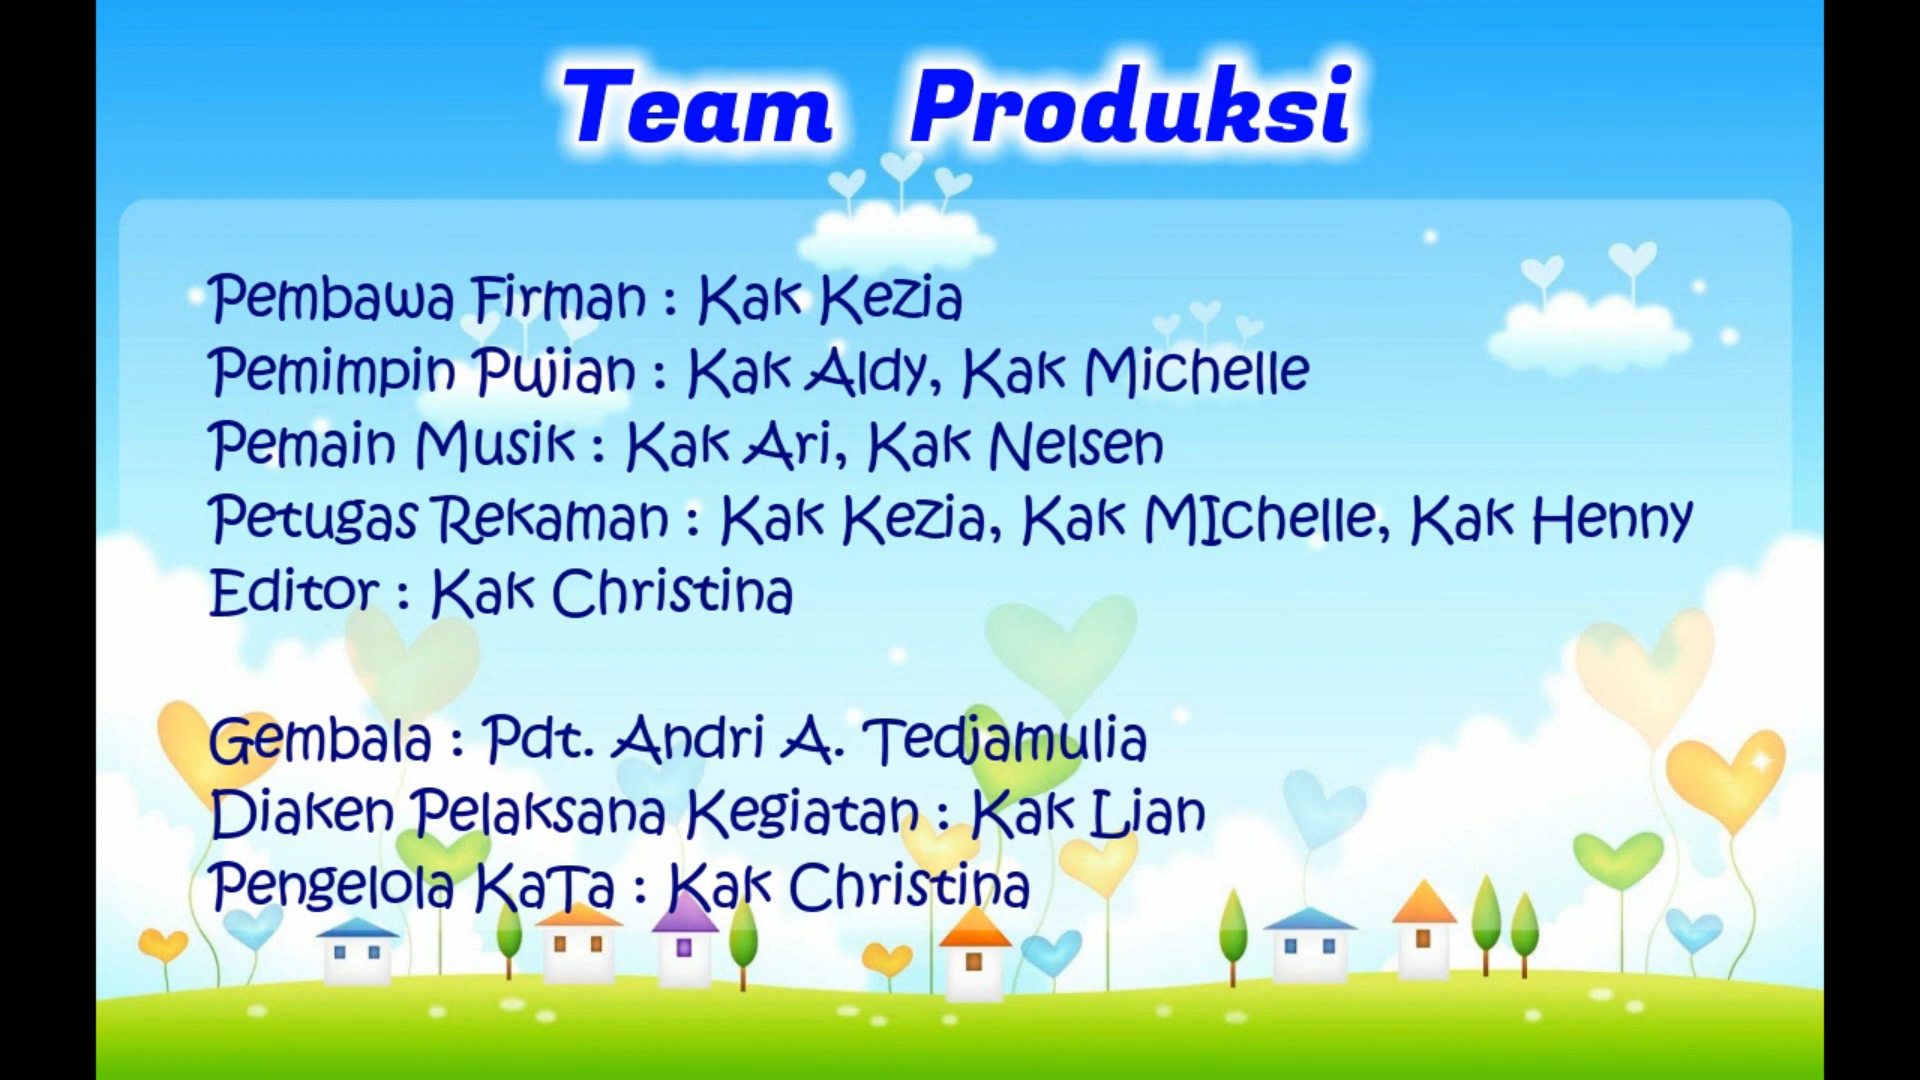 Team Produksi
Pembawa Firman : Kak Kezia
Pemimpin Pujian : Kak Aldy, Kak Michelle
Pemain Musik : Kak Ari, Kak Nelsen
Petugas Rekaman : Kak Kezia, Kak MIchelle, Kak Henny
Editor : Kak Christina
Gembala : Pdt. Andri A. Tedjamulia
Diaken Pelaksana Kegiatan : Kak Lian
Pengelola KaTa : Kak Christina